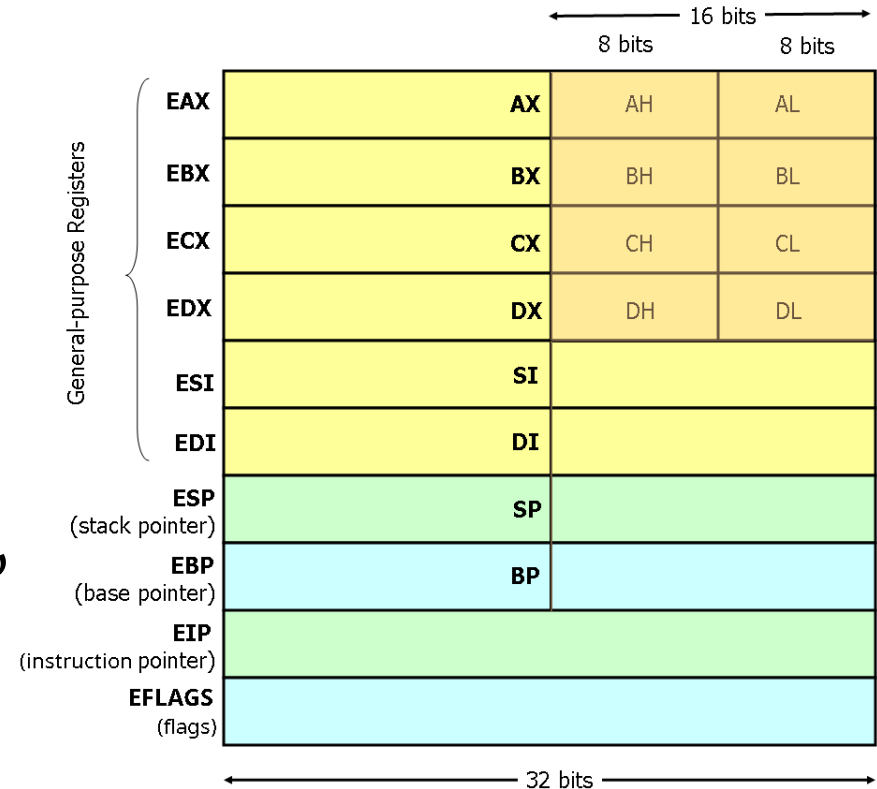 16 bits
8 bits 8 bits
General-purpose Registers
EAX AX AH AL
EBX BX BH BL
ECX CX CH CL
EDX DX DH DL
ESI SI
EDI DI
ESP SP
(stack pointer)
EBP BP
(base pointer)
EIP
(instruction pointer)
EFLAGS
(flags)
32 bits